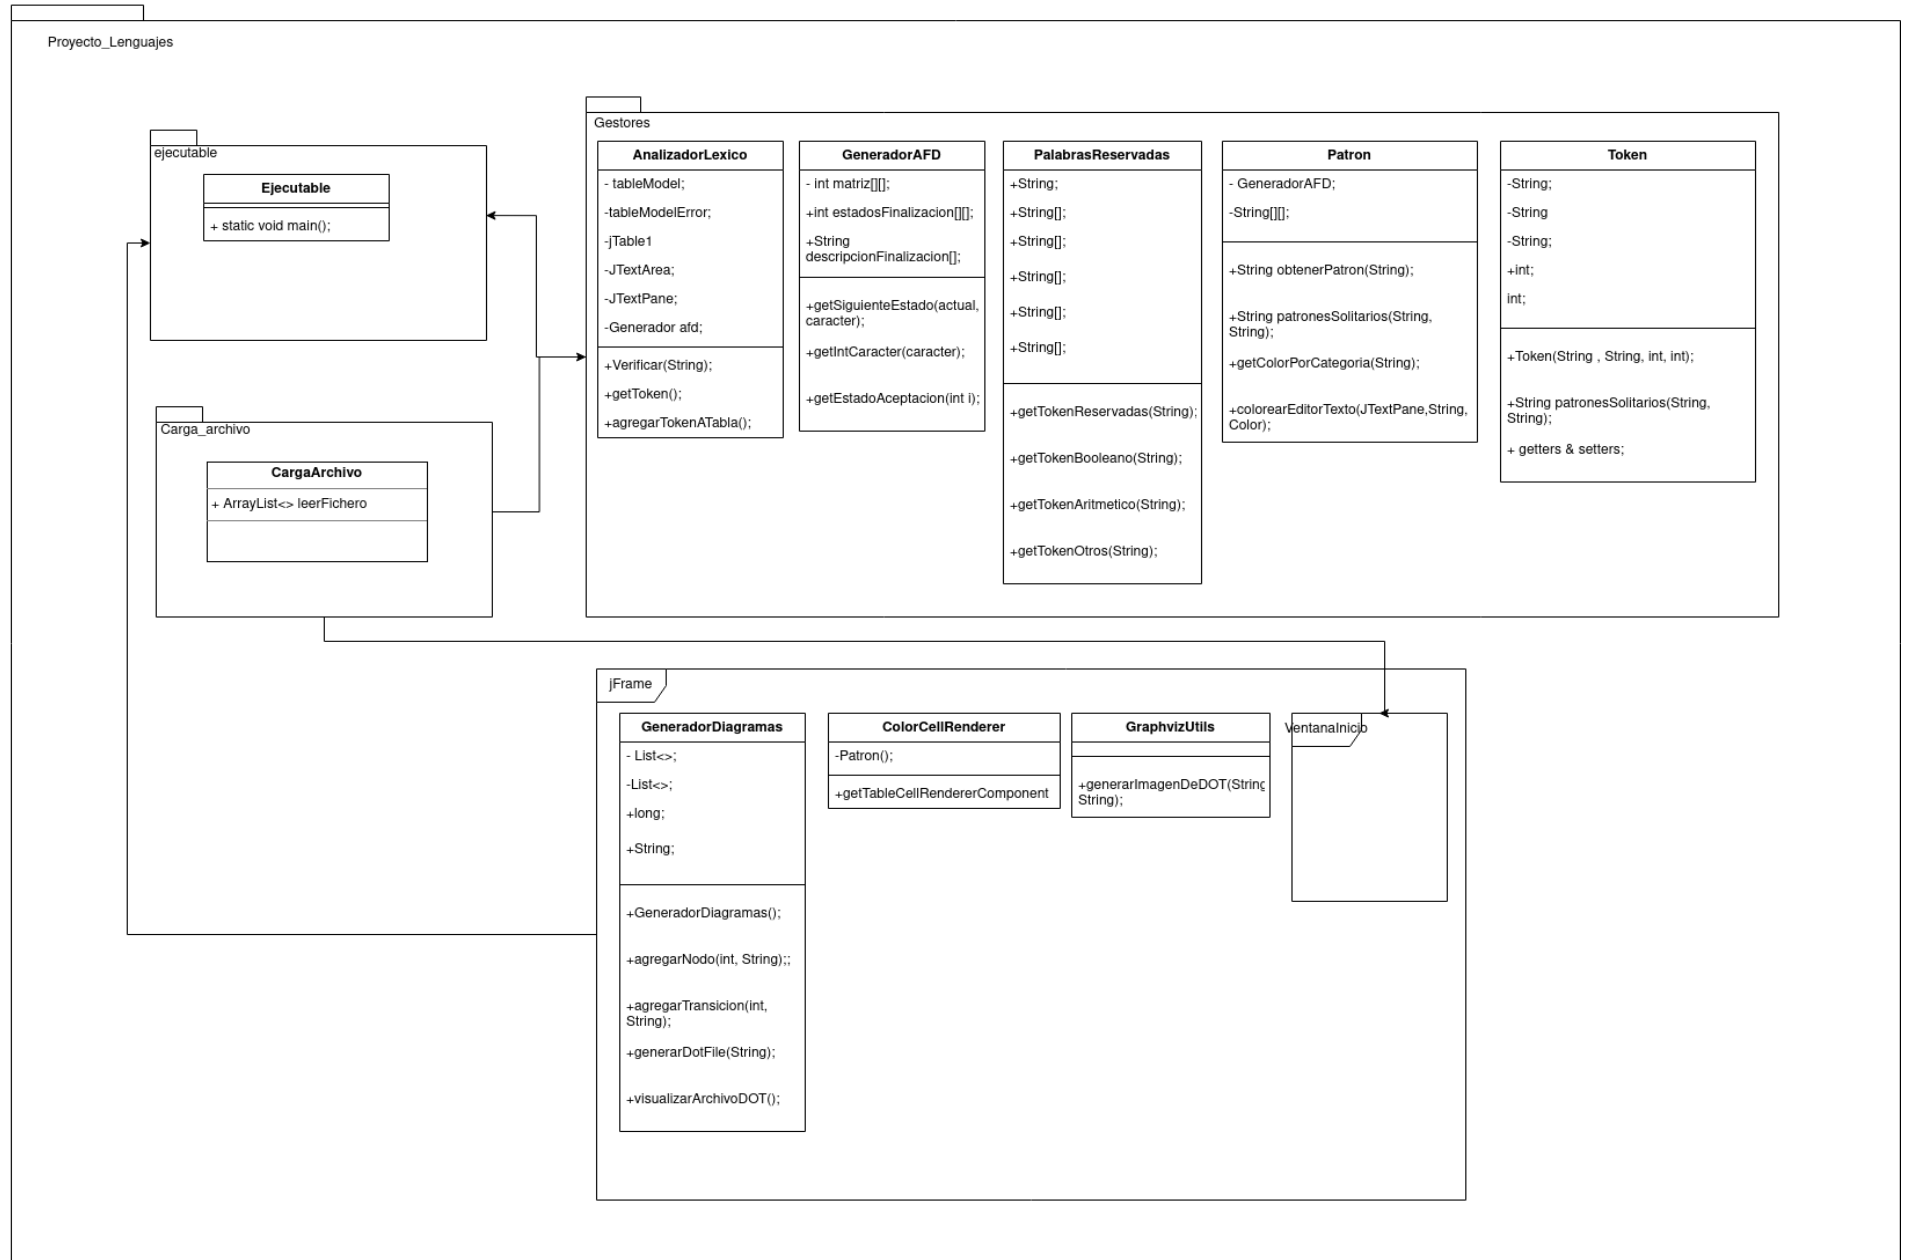 Proyecto_Lenguajes
ejecutable
Ejecutable
+ static void main();
Carga_archivo
CargaArchivo
+ ArrayList<> leerFichero
Gestores
AnalizadorLexico
- tableModel;
-tableModelError;
-jTable1
-JTextArea;
-JTextPane;
-Generador afd;
+Verificar(String);
+getToken();
+agregarTokenATabla();
GeneradorAFD
- int matriz[][];
+int estadosFinalizacion[][];
+String
descripcionFinalizacion[];
+getSiguienteEstado(actual,
caracter);
+getIntCaracter(caracter);
+getEstadoAceptacion(int i);
PalabrasReservadas
+String;
+String[];
+String[];
+String[];
+String[];
+String[];
+getTokenReservadas(String);
+getTokenBooleano(String);
+getTokenAritmetico(String);
+getTokenOtros(String);
Patron
- GeneradorAFD;
-String[][];
+String obtenerPatron(String);
+String patronesSolitarios(String,
String);
+getColorPorCategoria(String);
+colorearEditorTexto(JTextPane,String,
Color);
Token
-String;
-String
-String;
+int;
int;
+Token(String , String, int, int);
+String patronesSolitarios(String,
String);
+ getters & setters;
jFrame
GeneradorDiagramas
- List<>;
-List<>;
+long;
+String;
+GeneradorDiagramas();
+agregarNodo(int, String);;
+agregarTransicion(int,
String);
+generarDotFile(String);
+visualizarArchivoDOT();
ColorCellRenderer
-Patron();
+getTableCellRendererComponent
GraphvizUtils
+generarImagenDeDOT(String
String);
VentanaInicio